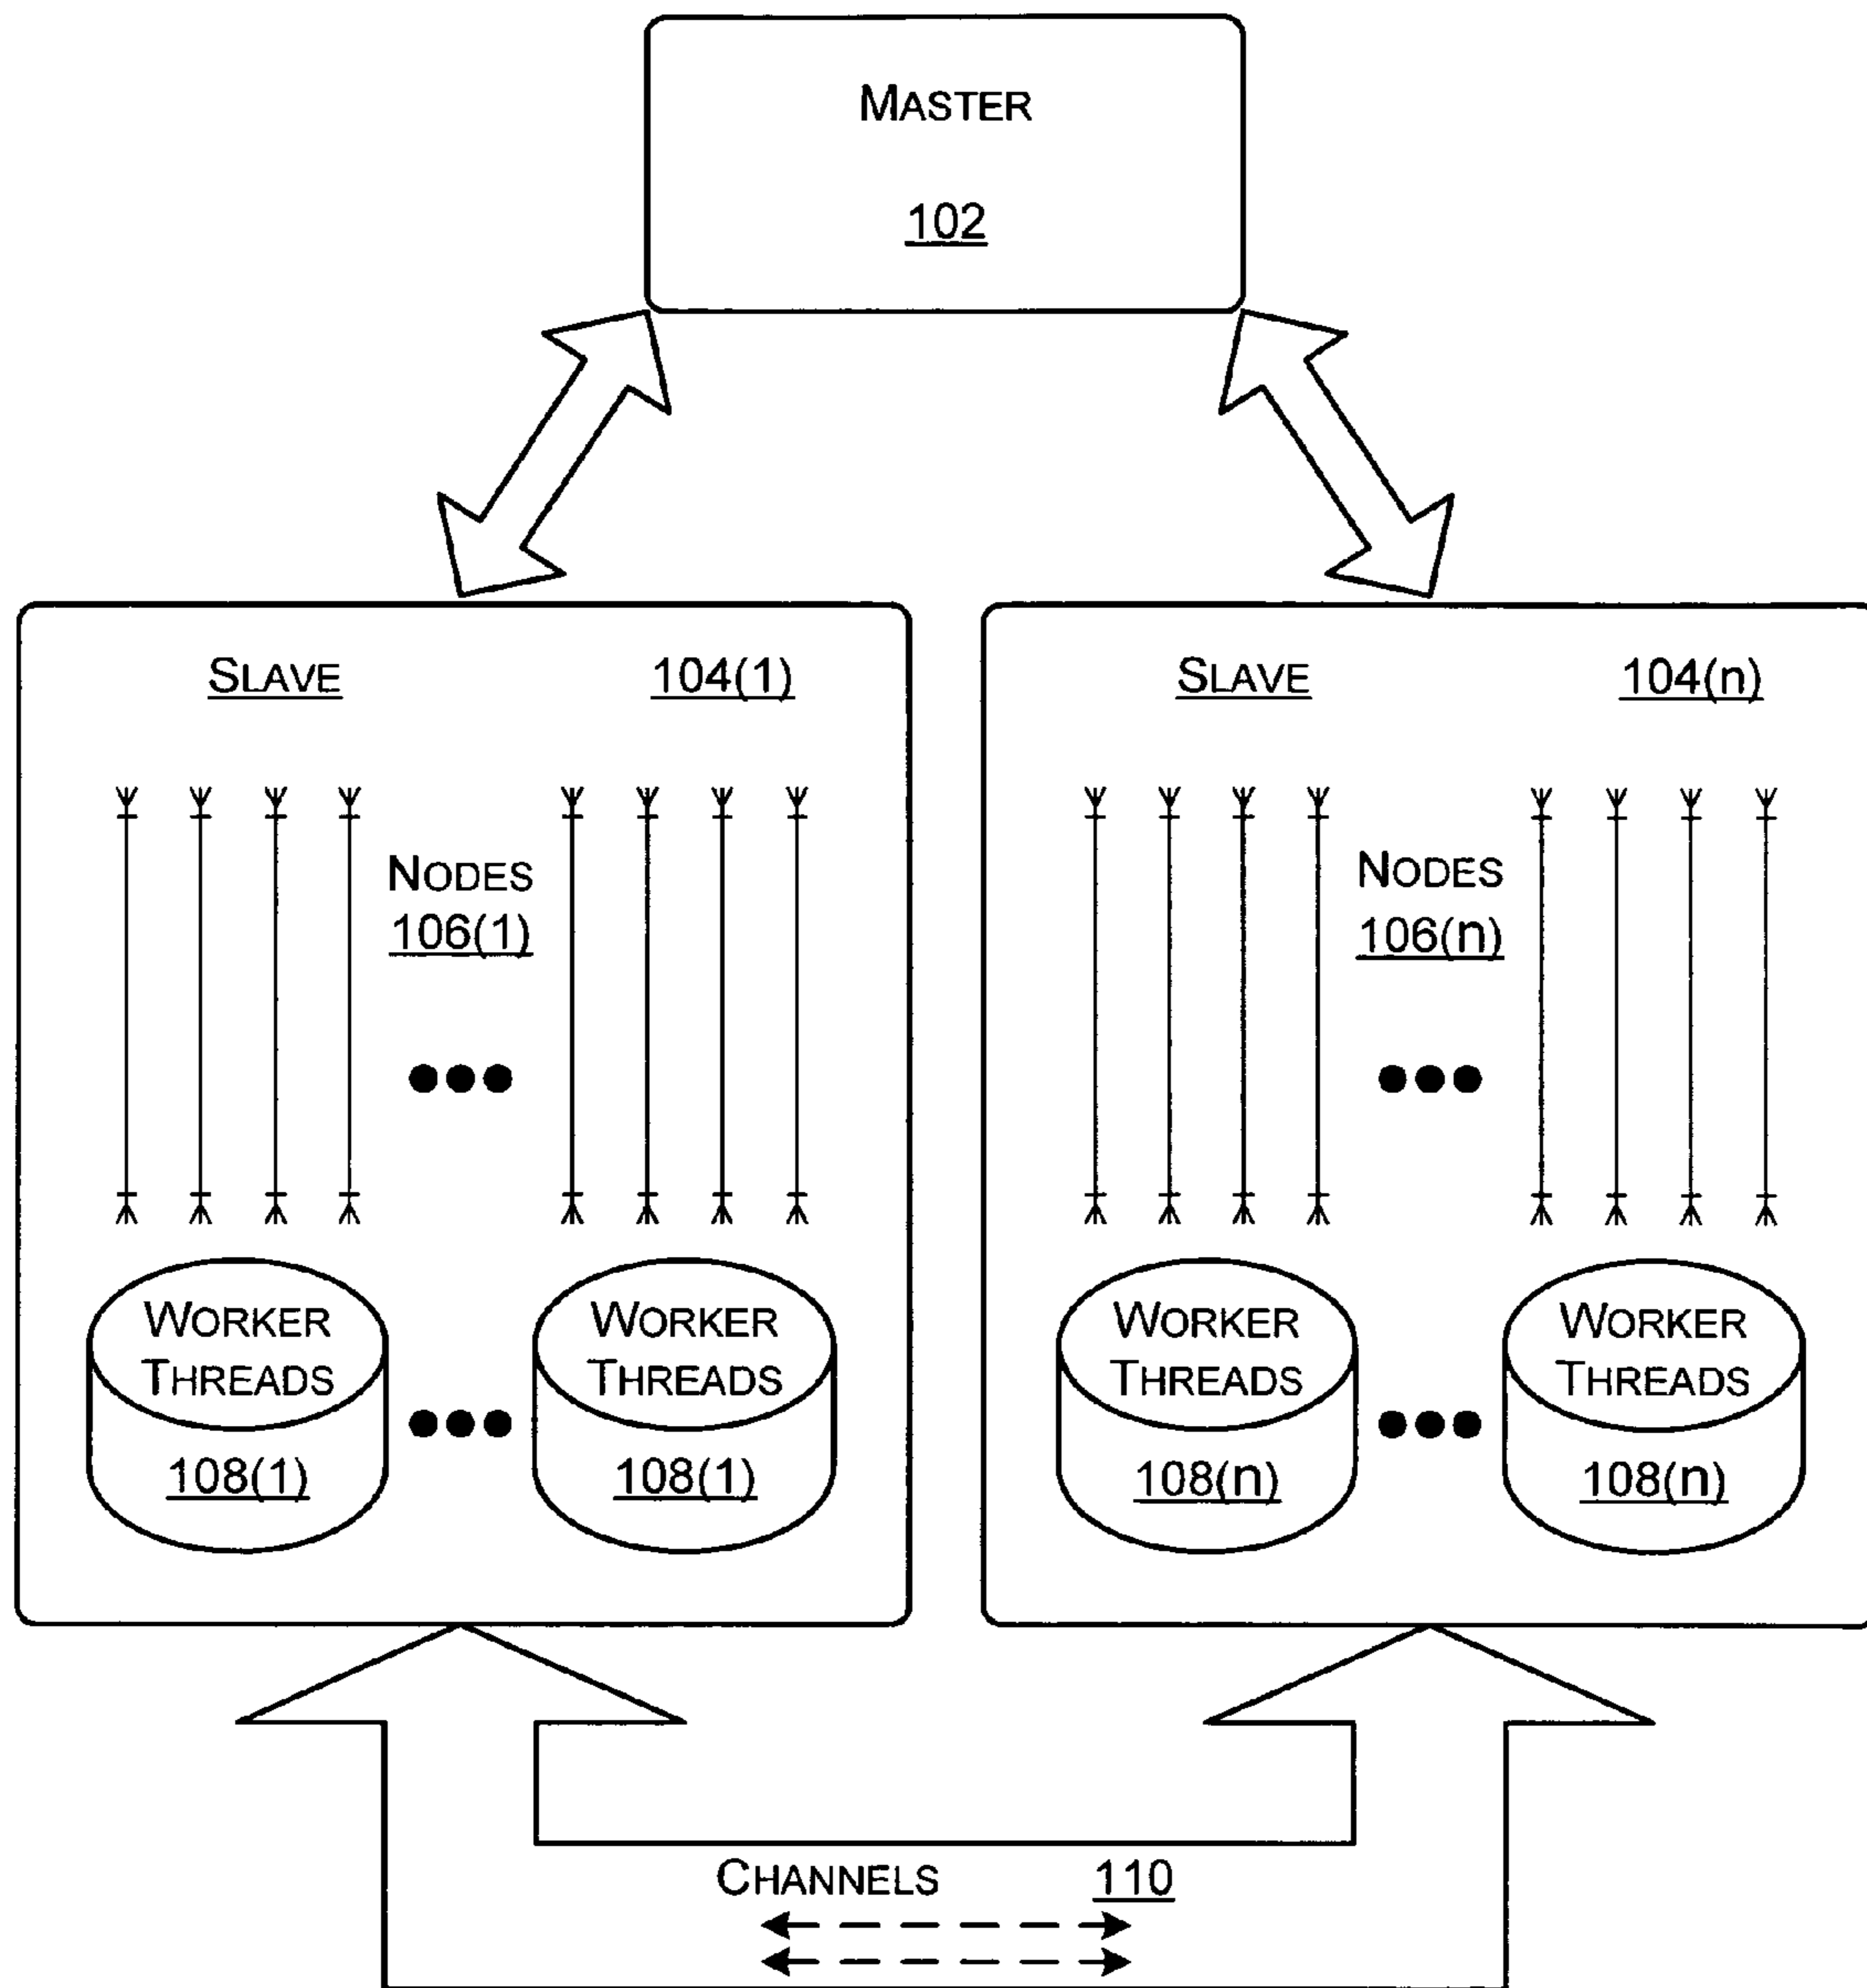 MASTER
102
SLAVE 104(1)
SLAVE 104(n)
NODES
106(1)
NODES
106(n)
WORKER
THREADS
108(1)
WORKER
THREADS
108(1)
WORKER
THREADS
108(n)
WORKER
THREADS
108(n)
CHANNELS 110